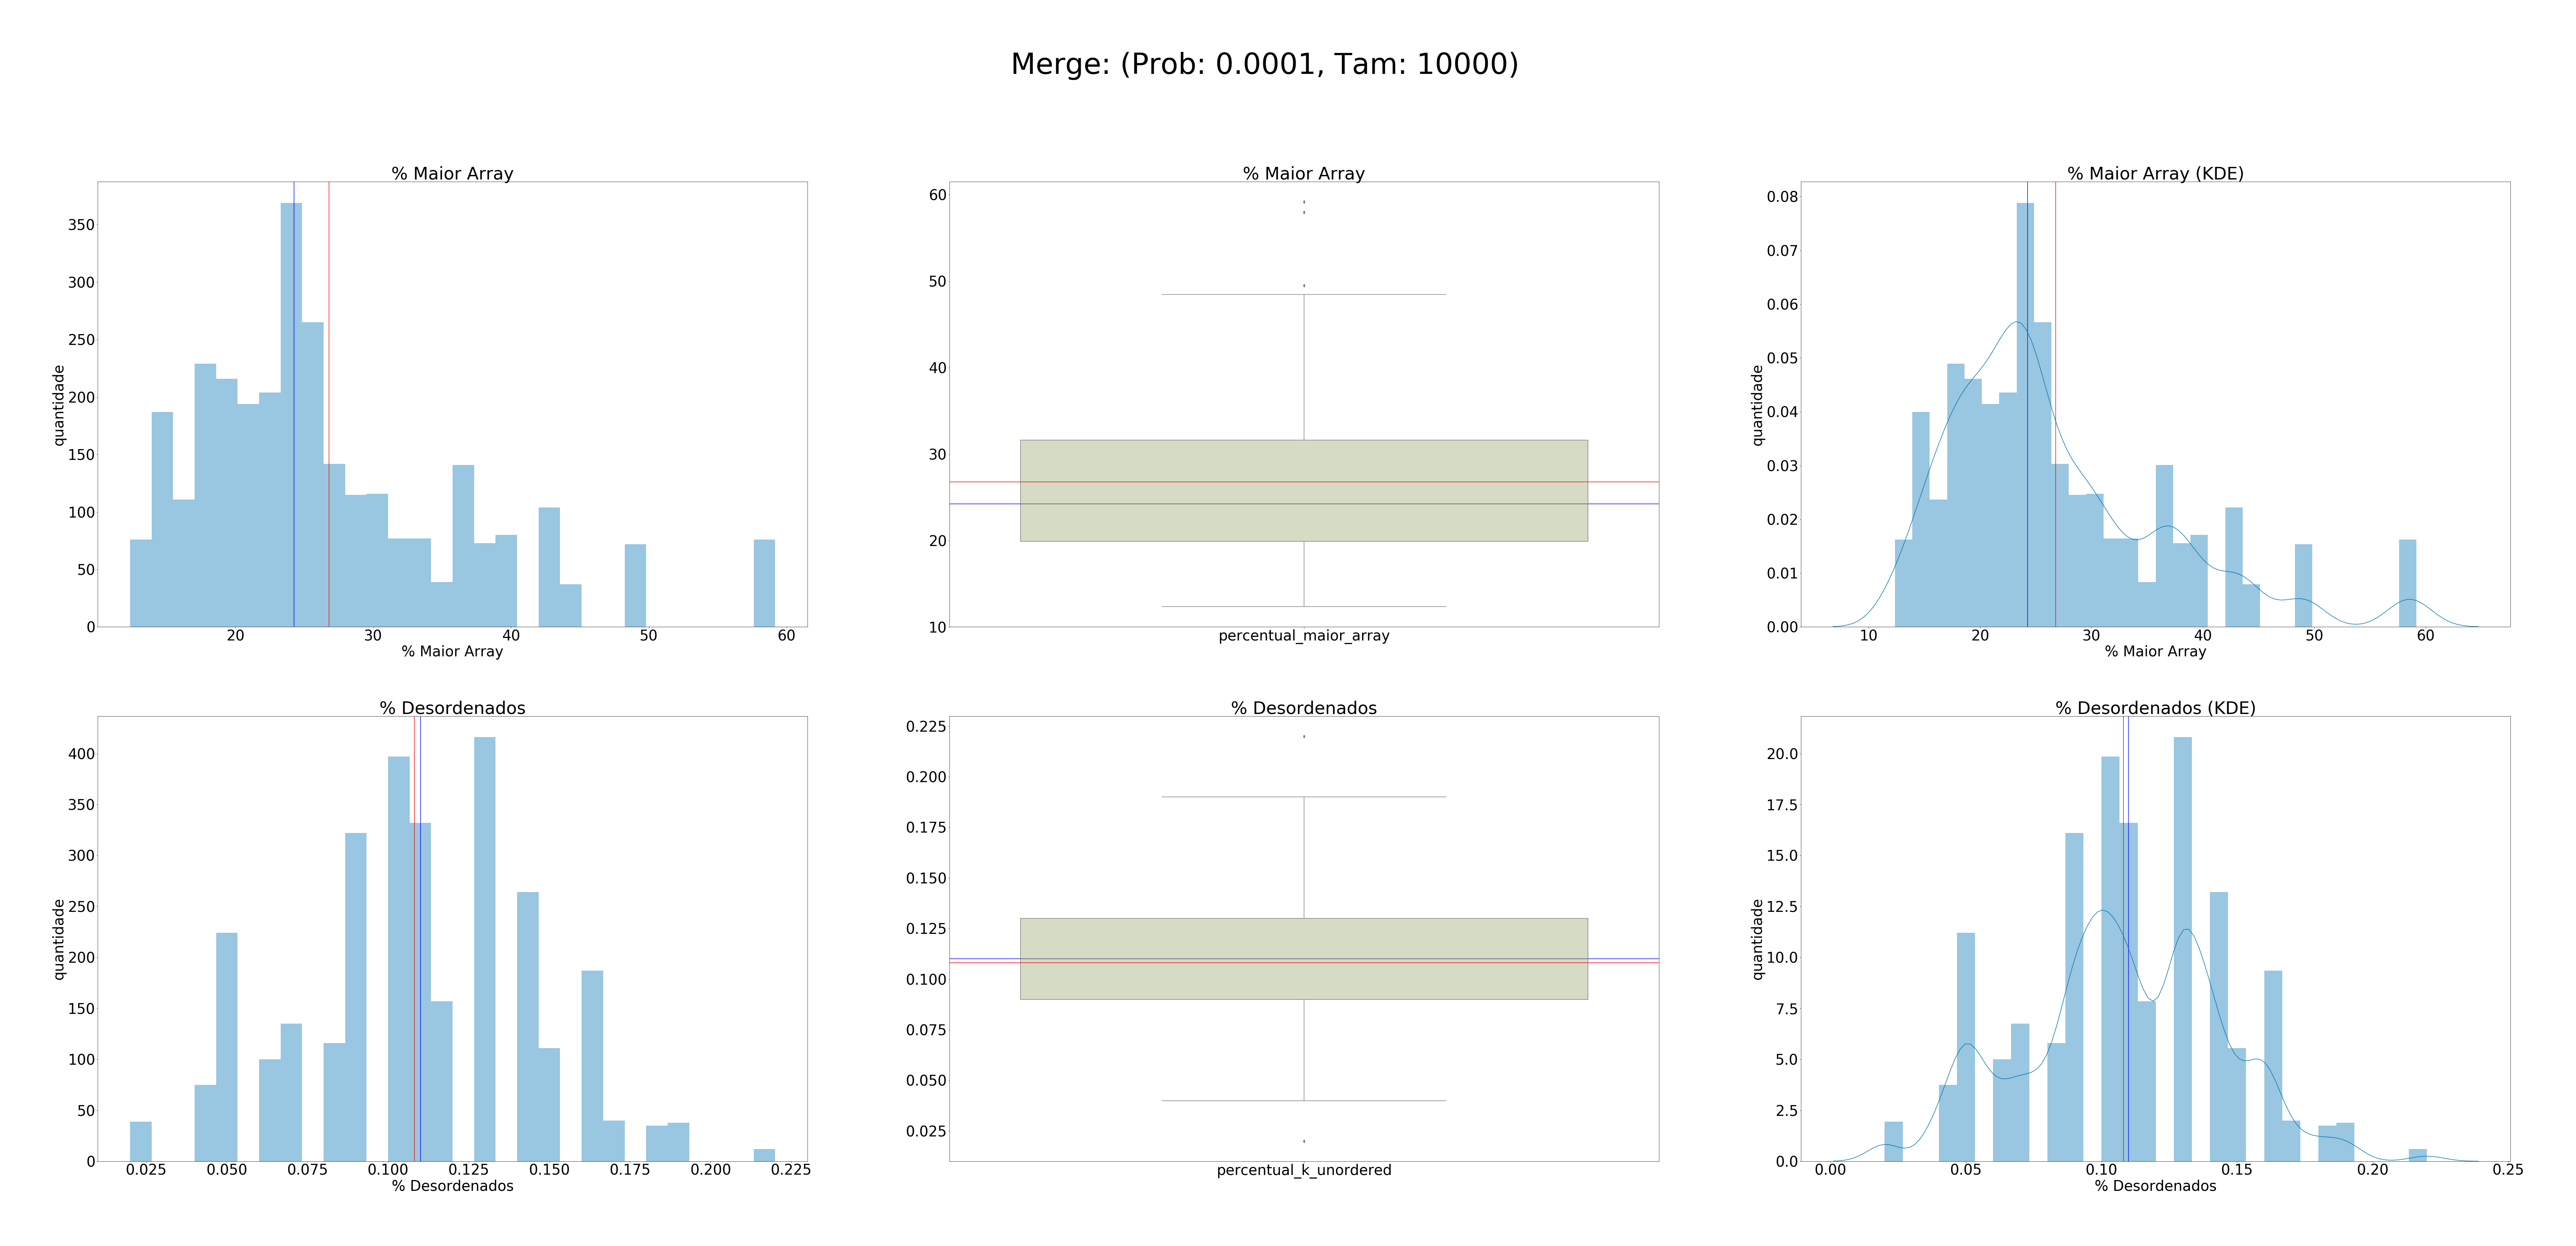 Merge: (Prob: 0.0001, Tam: 10000)
% Maior Array
quantidade
350
300
250
200
150
100
50
0
20 30 40 50 60
% Maior Array
% Maior Array
60
50
40
30
20
10
percentual_maior_array
% Maior Array (KDE)
quantidade
0.08
0.07
0.06
0.05
0.04
0.03
0.02
0.01
0.00
10 20 30 40 50 60
% Maior Array
% Desordenados
quantidade
400
350
300
250
200
150
100
50
0
0.025 0.050 0.075 0.100 0.125 0.150 0.175 0.200 0.225
% Desordenados
% Desordenados
0.225
0.200
0.175
0.150
0.125
0.100
0.075
0.050
0.025
percentual_k_unordered
% Desordenados (KDE)
quantidade
20.0
17.5
15.0
12.5
10.0
7.5
5.0
2.5
0.0
0.00 0.05 0.10 0.15 0.20 0.25
% Desordenados